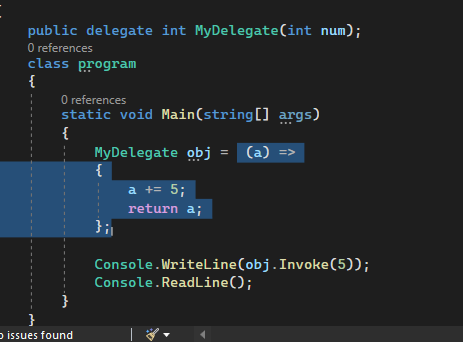 {
public delegate int MyDelegate(int num);
0 references
class program
{
0 references
static void Main(string[] args)
{
MyDelegate obj = (a) =>
{
a += 5;
return a;
};
Console.WriteLine(obj.Invoke(5));
Console.ReadLine();
}
}
issues found